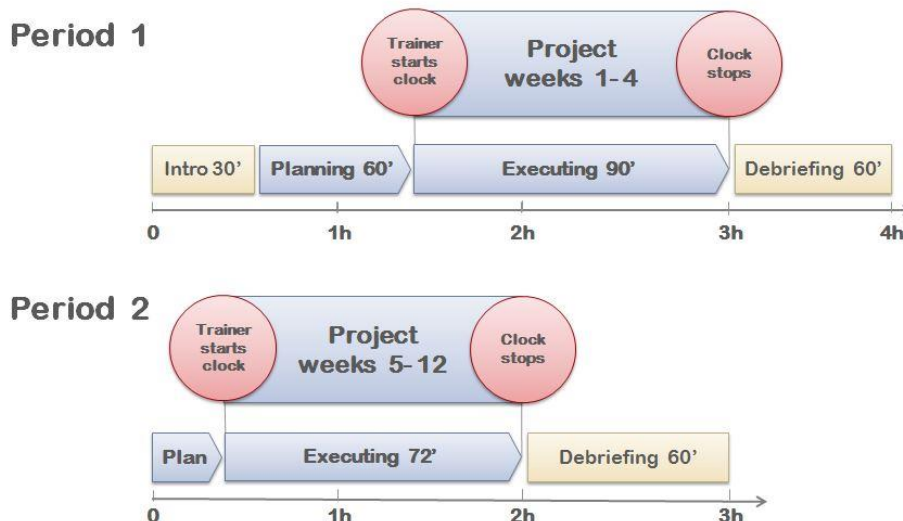 Period 1
Trainer
starts
clock
Project
weeks 1-4
Clock
stops
Intro 30’
Planning 60’
Executing 90’
Debriefing 60’
0
1h
2h
3h
4h
Period 2
Trainer
starts
clock
Project
weeks 5-12
Clock
stops
Plan
Executing 72’
Debriefing 60’
0
1h
2h
3h